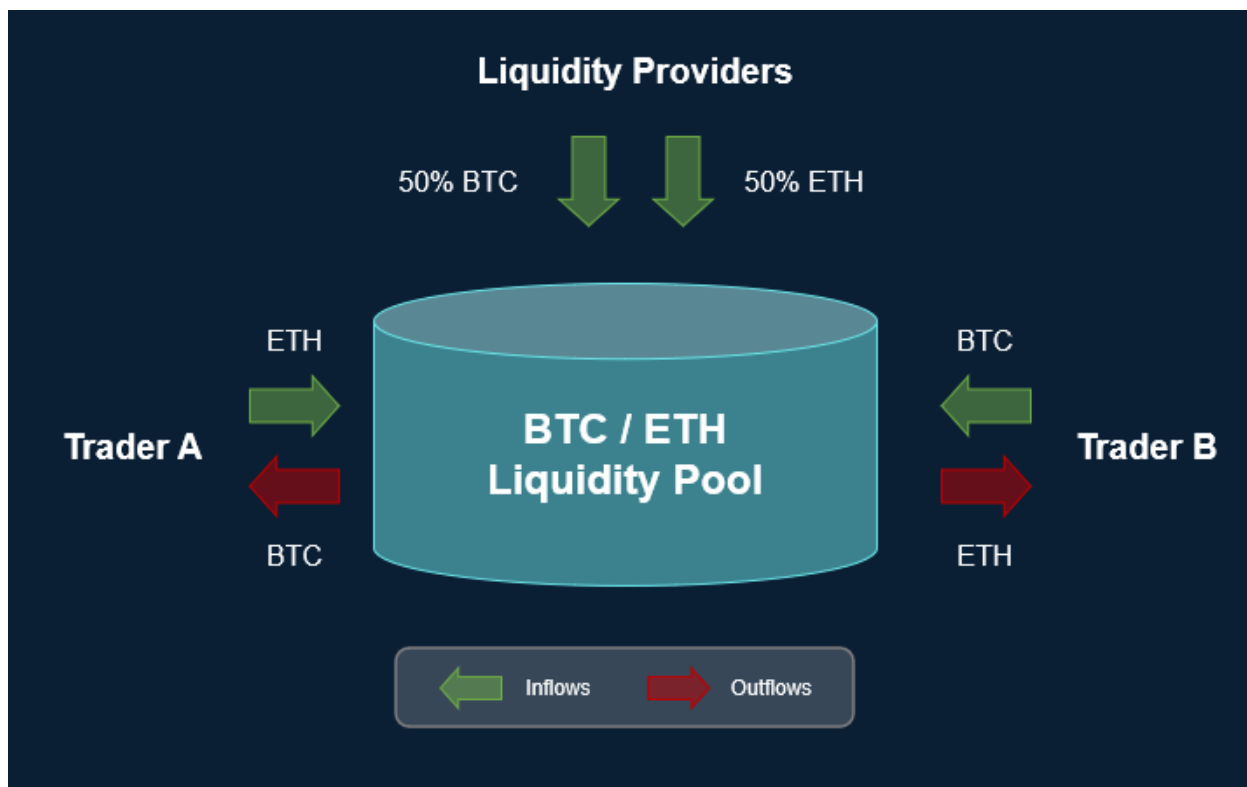 Liquidity Providers
50% BTC
50% ETH
ETH
BTC
BTC / ETH
Liquidity Pool
Trader A
Trader B
BTC
ETH
Inflows
Outflows